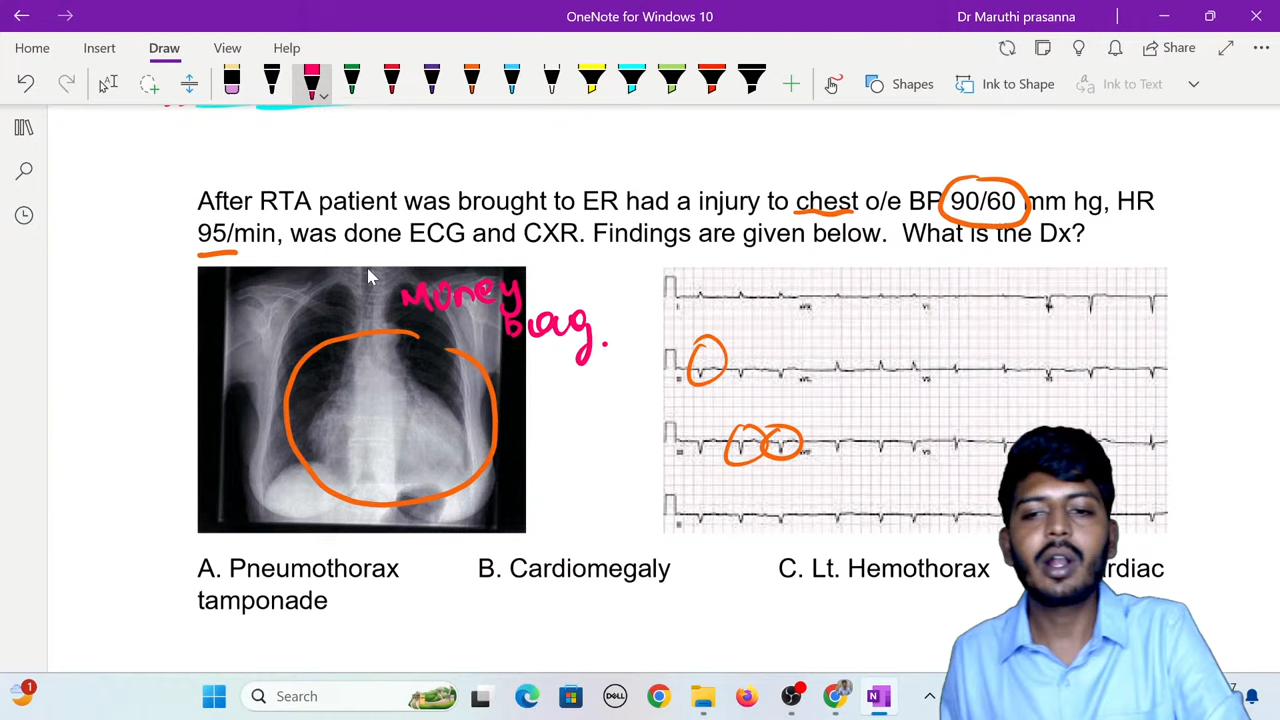 OneNote for Windows 10
Dr Maruthi prasanna
Home
Insert
Draw
View
Help
Share
Shapes
Ink to Shape
Ink to Text
After RTA patient was brought to ER had a injury to chest o/e BP 90/60 mm hg, HR
95/min, was done ECG and CXR. Findings are given below. What is the Dx?
Money
bag.
A. Pneumothorax
B. Cardiomegaly
C. Lt. Hemothorax
tamponade
Search
DELL
1